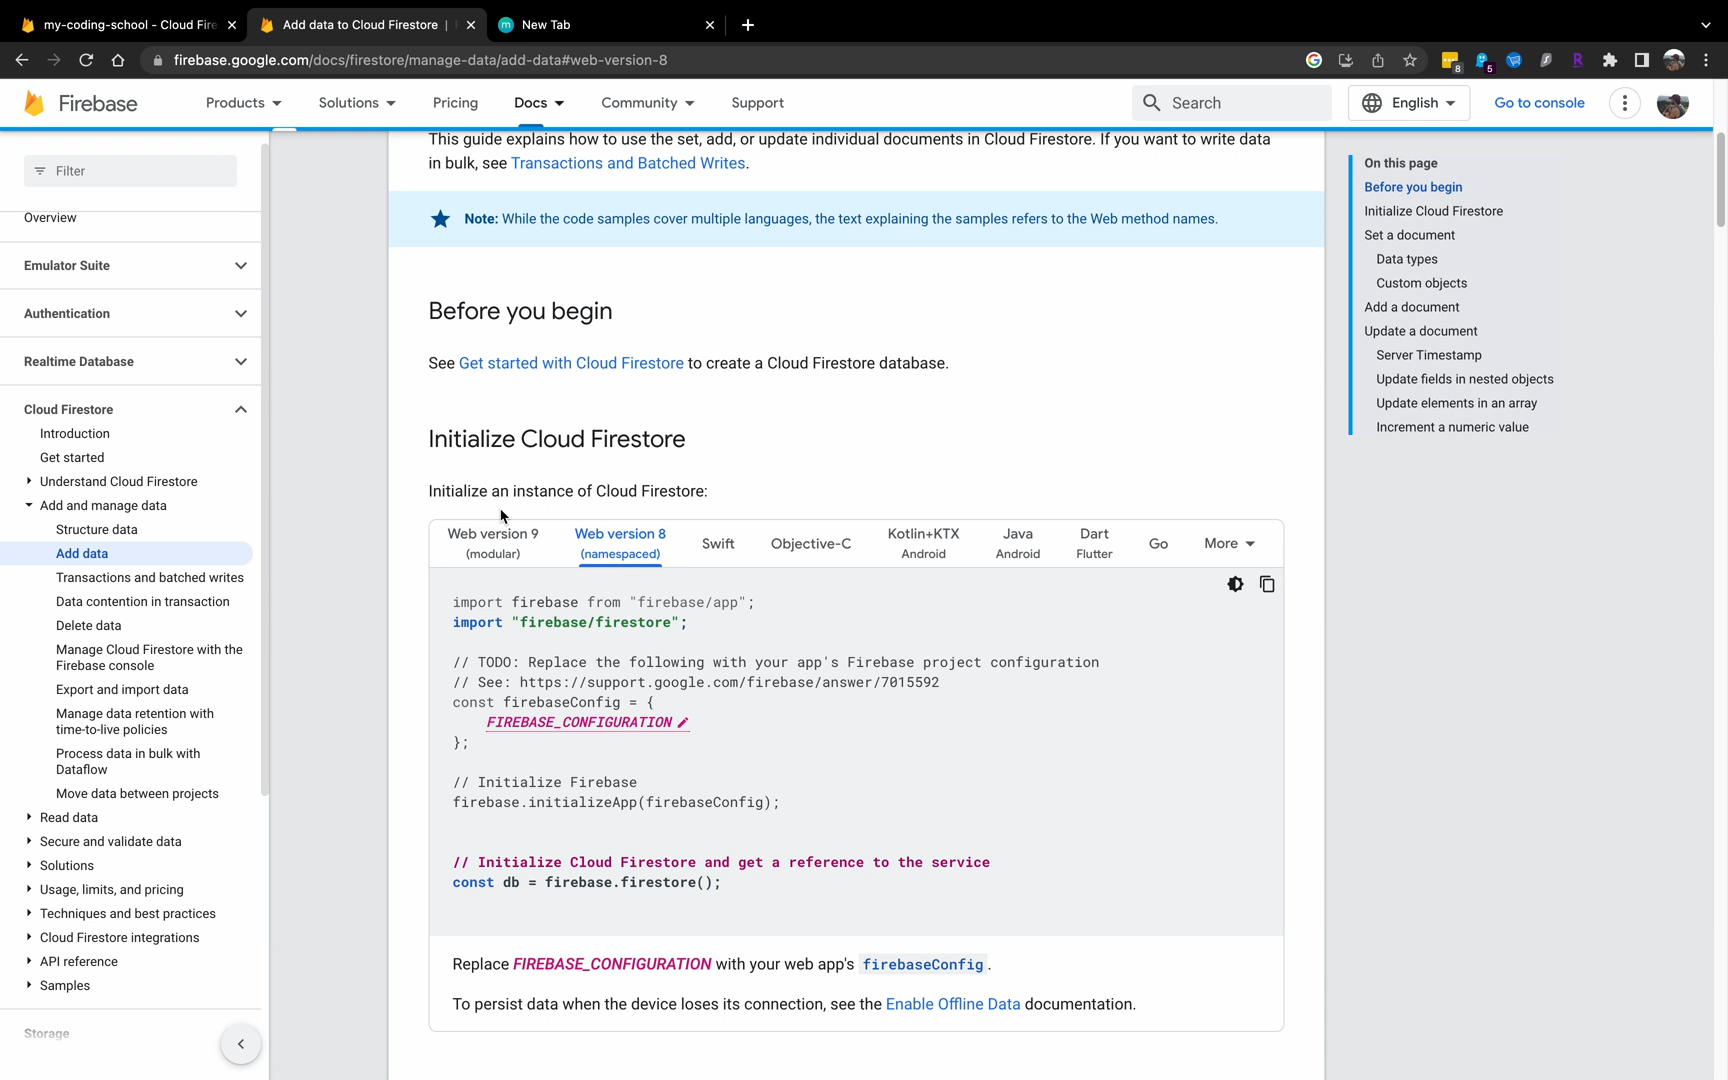 my-coding-school - Cloud Fire
Add data to Cloud Firestore |
m New Tab
firebase.google.com/docs/firestore/manage-data/add-data#web-version-8
8
5
R
Firebase
Products
Solutions
Pricing
Docs
Community
Support
Search
English
Go to console
Filter
Overview
Emulator Suite
Authentication
Realtime Database
Cloud Firestore
Introduction
Get started
Understand Cloud Firestore
Add and manage data
Structure data
Add data
Transactions and batched writes
Data contention in transaction
Delete data
Manage Cloud Firestore with the
Firebase console
Export and import data
Manage data retention with
time-to-live policies
Process data in bulk with
Dataflow
Move data between projects
Read data
Secure and validate data
Solutions
Usage, limits, and pricing
Techniques and best practices
Cloud Firestore integrations
API reference
Samples
Storage
This guide explains how to use the set, add, or update individual documents in Cloud Firestore. If you want to write data
in bulk, see Transactions and Batched Writes.
Note: While the code samples cover multiple languages, the text explaining the samples refers to the Web method names.
Before you begin
See Get started with Cloud Firestore to create a Cloud Firestore database.
Initialize Cloud Firestore
Initialize an instance of Cloud Firestore:
Web version 9
(modular)
Web version 8
(namespaced)
Swift
Objective-C
Kotlin+KTX
Android
Java
Android
Dart
Flutter
Go
More
import firebase from "firebase/app";
import "firebase/firestore";
// TODO: Replace the following with your app's Firebase project configuration
// See: https://support.google.com/firebase/answer/7015592
const firebaseConfig = {
FIREBASE_CONFIGURATION
};
// Initialize Firebase
firebase.initializeApp(firebaseConfig);
// Initialize Cloud Firestore and get a reference to the service
const db = firebase.firestore();
Replace FIREBASE_CONFIGURATION with your web app's firebaseConfig.
To persist data when the device loses its connection, see the Enable Offline Data documentation.
On this page
Before you begin
Initialize Cloud Firestore
Set a document
Data types
Custom objects
Add a document
Update a document
Server Timestamp
Update fields in nested objects
Update elements in an array
Increment a numeric value